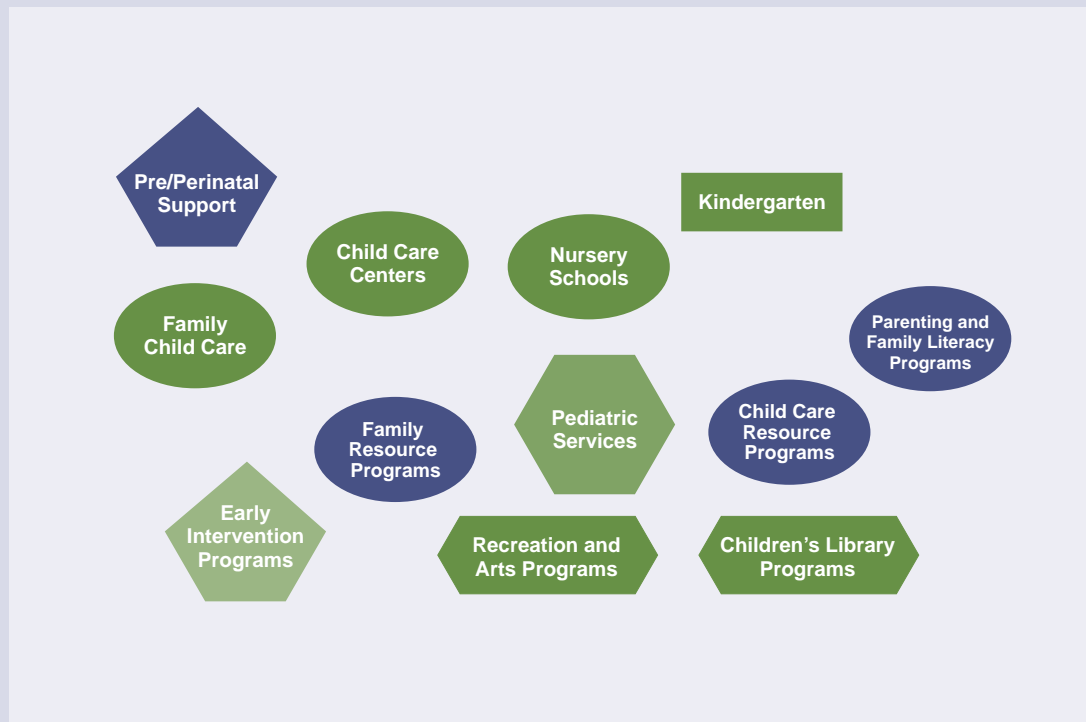 Pre/Perinatal
Support
Kindergarten
Child Care
Centers
Nursery
Schools
Family
Child Care
Parenting and
Family Literacy
Programs
Pediatric
Services
Child Care
Resource
Programs
Family
Resource
Programs
Early
Intervention
Programs
Recreation and
Arts Programs
Children’s Library
Programs